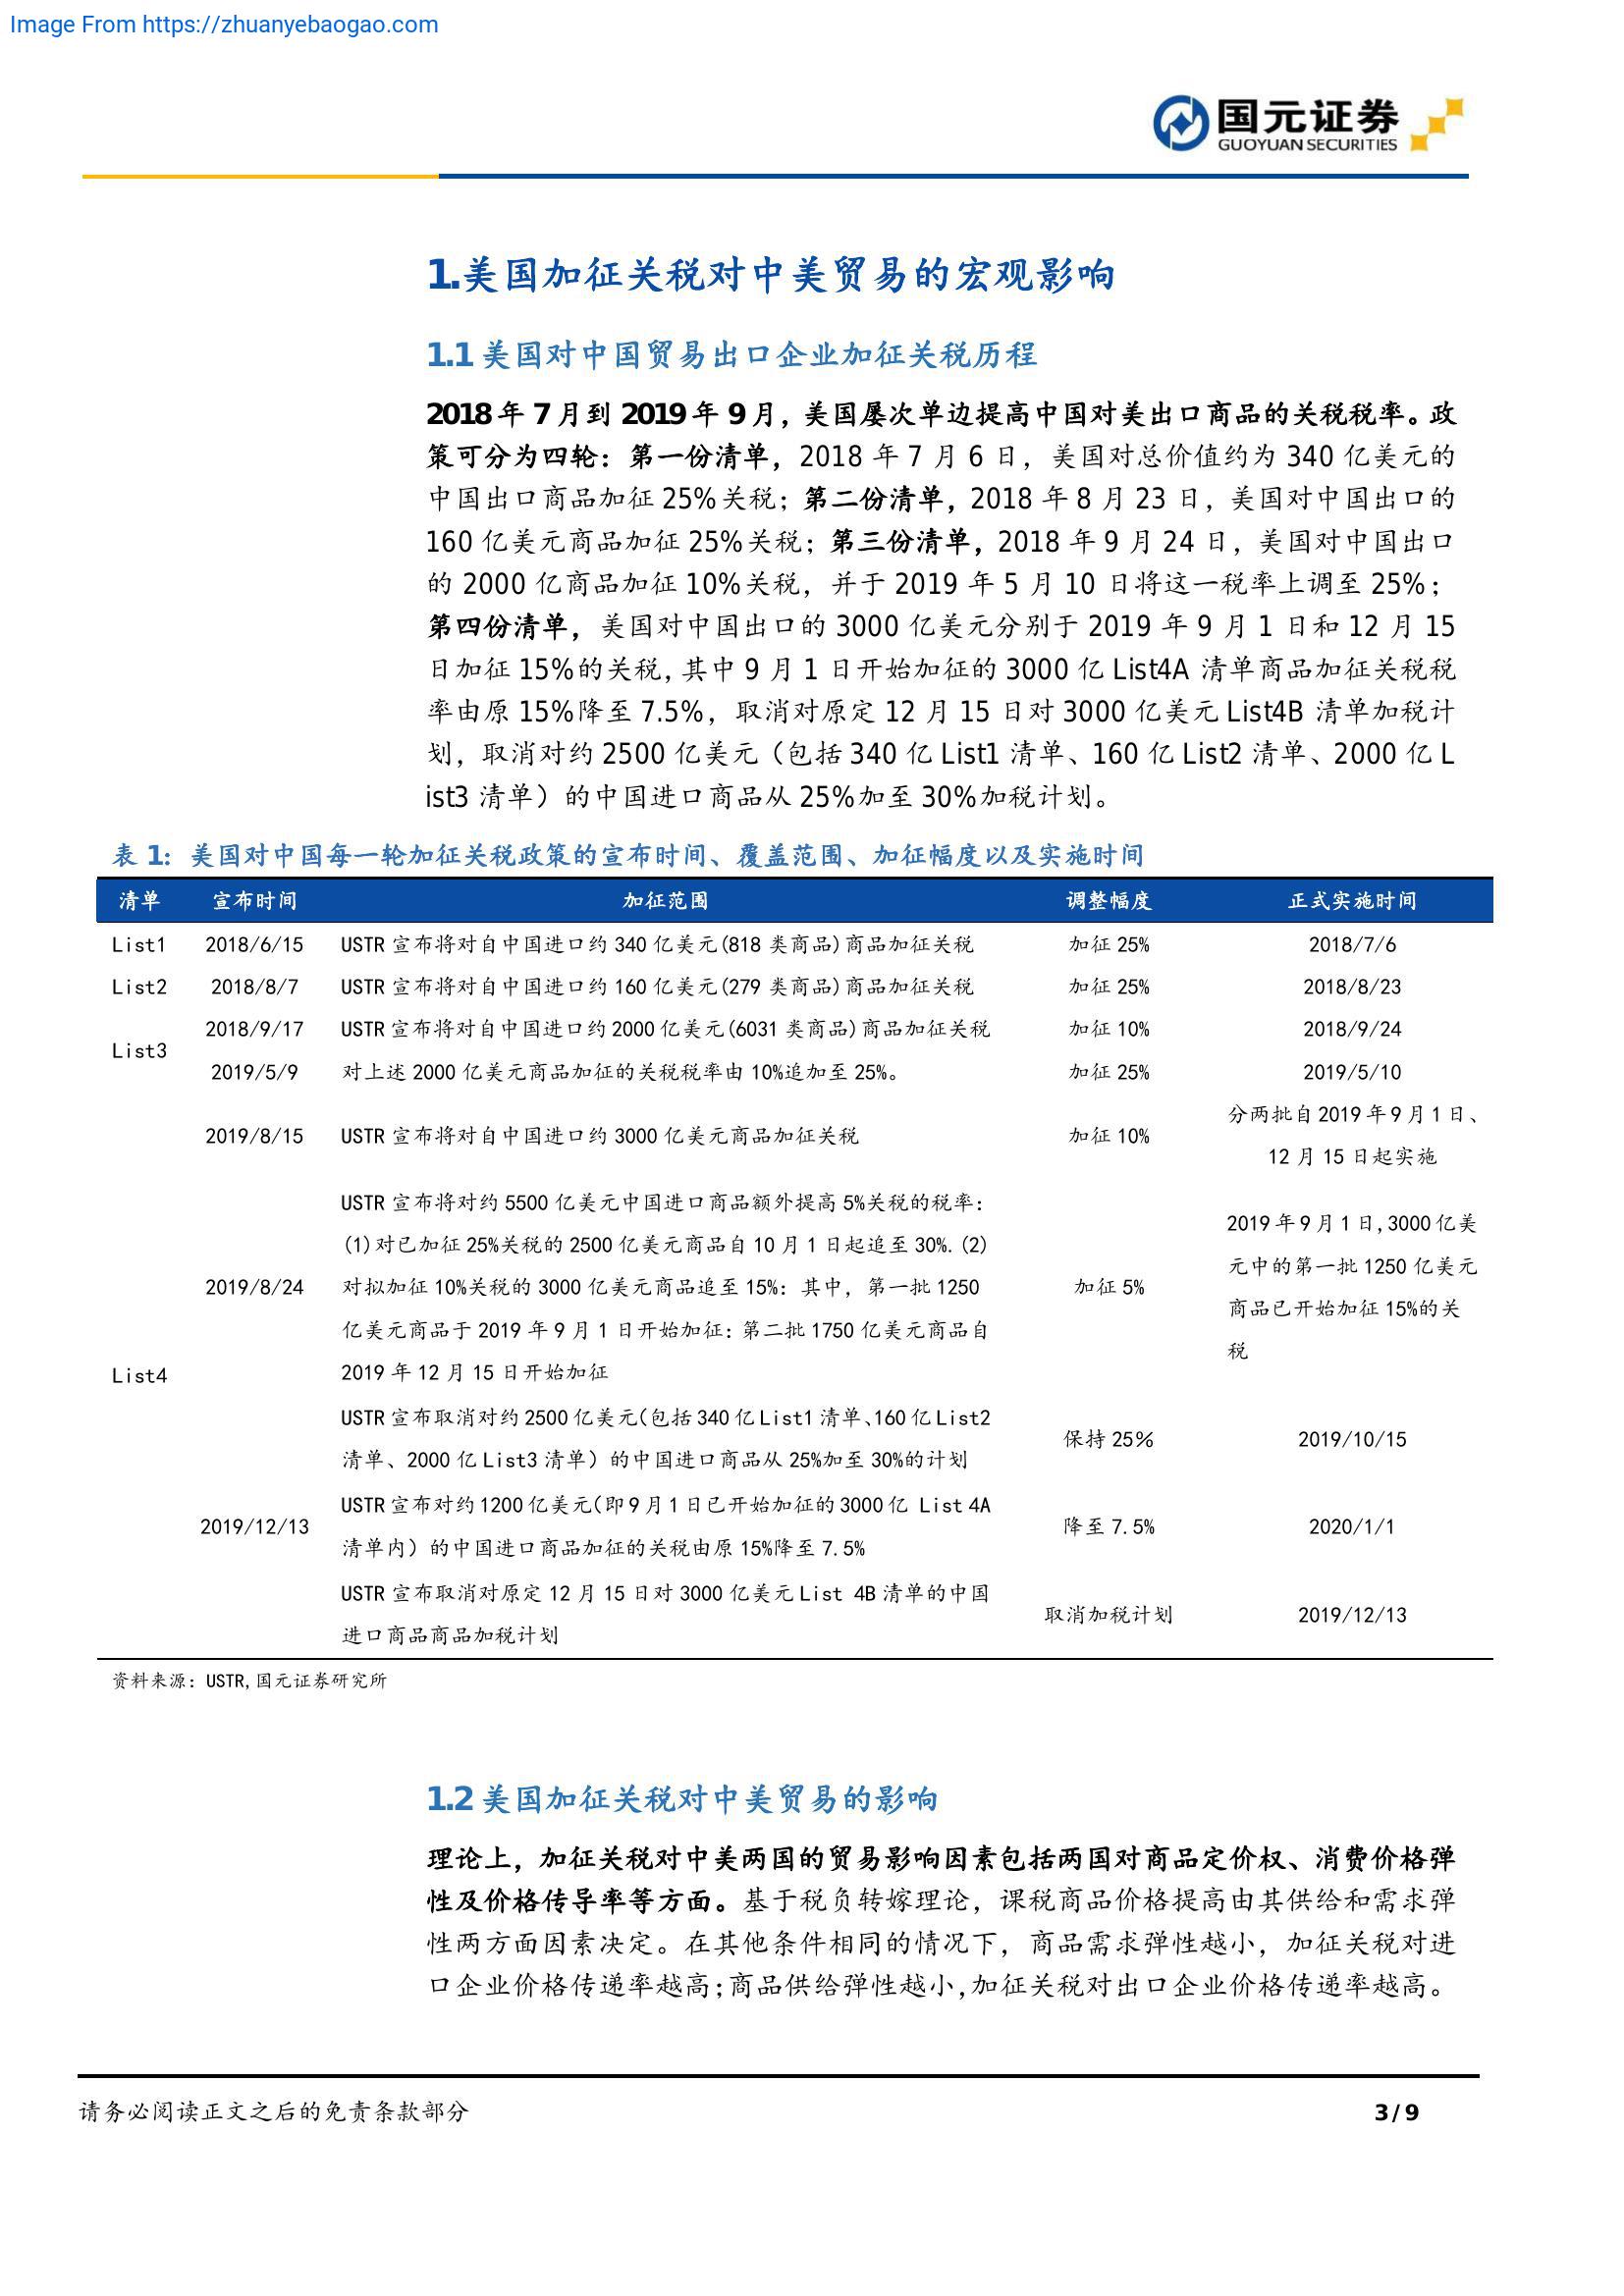 Image From https://zhuanyebaogao.com
国元证券
GUOYUAN SECURITIES
1.美国加征关税对中美贸易的宏观影响
1.1 美国对中国贸易出口企业加征关税历程
2018 年 7 月到 2019 年 9 月，美国屡次单边提高中国对美出口商品的关税税率。政
策可分为四轮：第一份清单，2018 年 7 月 6 日，美国对总价值约为 340 亿美元的
中国出口商品加征 25%关税；第二份清单，2018 年 8 月 23 日，美国对中国出口的
160 亿美元商品加征 25%关税；第三份清单，2018 年 9 月 24 日，美国对中国出口
的 2000 亿商品加征 10%关税，并于 2019 年 5 月 10 日将这一税率上调至 25%；
第四份清单，美国对中国出口的 3000 亿美元分别于 2019 年 9 月 1 日和 12 月 15
日加征 15%的关税，其中 9 月 1 日开始加征的 3000 亿 List4A 清单商品加征关税税
率由原 15%降至 7.5%，取消对原定 12 月 15 日对 3000 亿美元 List4B 清单加税计
划，取消对约 2500 亿美元（包括 340 亿 List1 清单、160 亿 List2 清单、2000 亿 L
ist3 清单）的中国进口商品从 25%加至 30%加税计划。
表 1：美国对中国每一轮加征关税政策的宣布时间、覆盖范围、加征幅度以及实施时间
清单 宣布时间 加征范围 调整幅度 正式实施时间
List1 2018/6/15 USTR 宣布将对自中国进口约 340 亿美元(818 类商品)商品加征关税 加征 25% 2018/7/6
List2 2018/8/7 USTR 宣布将对自中国进口约 160 亿美元(279 类商品)商品加征关税 加征 25% 2018/8/23
List3
2018/9/17 USTR 宣布将对自中国进口约 2000 亿美元(6031 类商品)商品加征关税 加征 10% 2018/9/24
2019/5/9 对上述 2000 亿美元商品加征的关税税率由 10%追加至 25%。 加征 25% 2019/5/10
List4
2019/8/15 USTR 宣布将对自中国进口约 3000 亿美元商品加征关税 加征 10%
分两批自 2019 年 9 月 1 日、
12 月 15 日起实施
2019/8/24
USTR 宣布将对约 5500 亿美元中国进口商品额外提高 5%关税的税率：
(1)对已加征 25%关税的 2500 亿美元商品自 10 月 1 日起追至 30%.(2)
对拟加征 10%关税的 3000 亿美元商品追至 15%：其中，第一批 1250
亿美元商品于 2019 年 9 月 1 日开始加征：第二批 1750 亿美元商品自
2019 年 12 月 15 日开始加征
加征 5%
2019 年 9 月 1 日,3000 亿美
元中的第一批 1250 亿美元
商品已开始加征 15%的关
税
2019/12/13
USTR 宣布取消对约 2500 亿美元(包括 340 亿 List1 清单、160 亿 List2
清单、2000 亿 List3 清单）的中国进口商品从 25%加至 30%的计划
保持 25% 2019/10/15
USTR 宣布对约 1200 亿美元(即 9 月 1 日已开始加征的 3000 亿 List 4A
清单内）的中国进口商品加征的关税由原 15%降至 7.5%
降至 7.5% 2020/1/1
USTR 宣布取消对原定 12 月 15 日对 3000 亿美元 List 4B 清单的中国
进口商品商品加税计划
取消加税计划 2019/12/13
资料来源：USTR,国元证券研究所
1.2 美国加征关税对中美贸易的影响
理论上，加征关税对中美两国的贸易影响因素包括两国对商品定价权、消费价格弹
性及价格传导率等方面。基于税负转嫁理论，课税商品价格提高由其供给和需求弹
性两方面因素决定。在其他条件相同的情况下，商品需求弹性越小，加征关税对进
口企业价格传递率越高；商品供给弹性越小，加征关税对出口企业价格传递率越高。
请务必阅读正文之后的免责条款部分
3 / 9